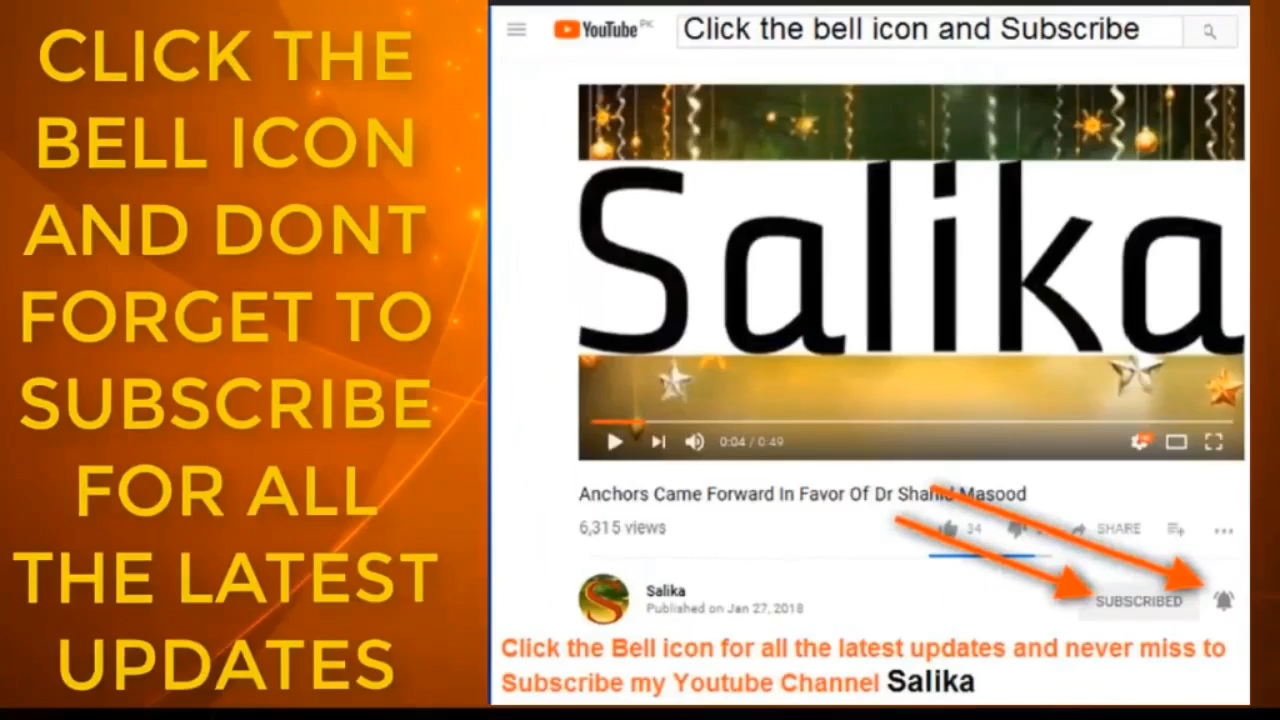 CLICK THE
BELL ICON
AND DONT
FORGET TO
SUBSCRIBE
FOR ALL
THE LATEST
UPDATES
YouTube PK
Click the bell icon and Subscribe
Salika
0:04 / 0:49
Anchors Came Forward In Favor Of Dr Shahid Masood
6,315 views
34
SHARE
Salika
Published on Jan 27, 2018
SUBSCRIBED
Click the Bell icon for all the latest updates and never miss to
Subscribe my Youtube Channel Salika